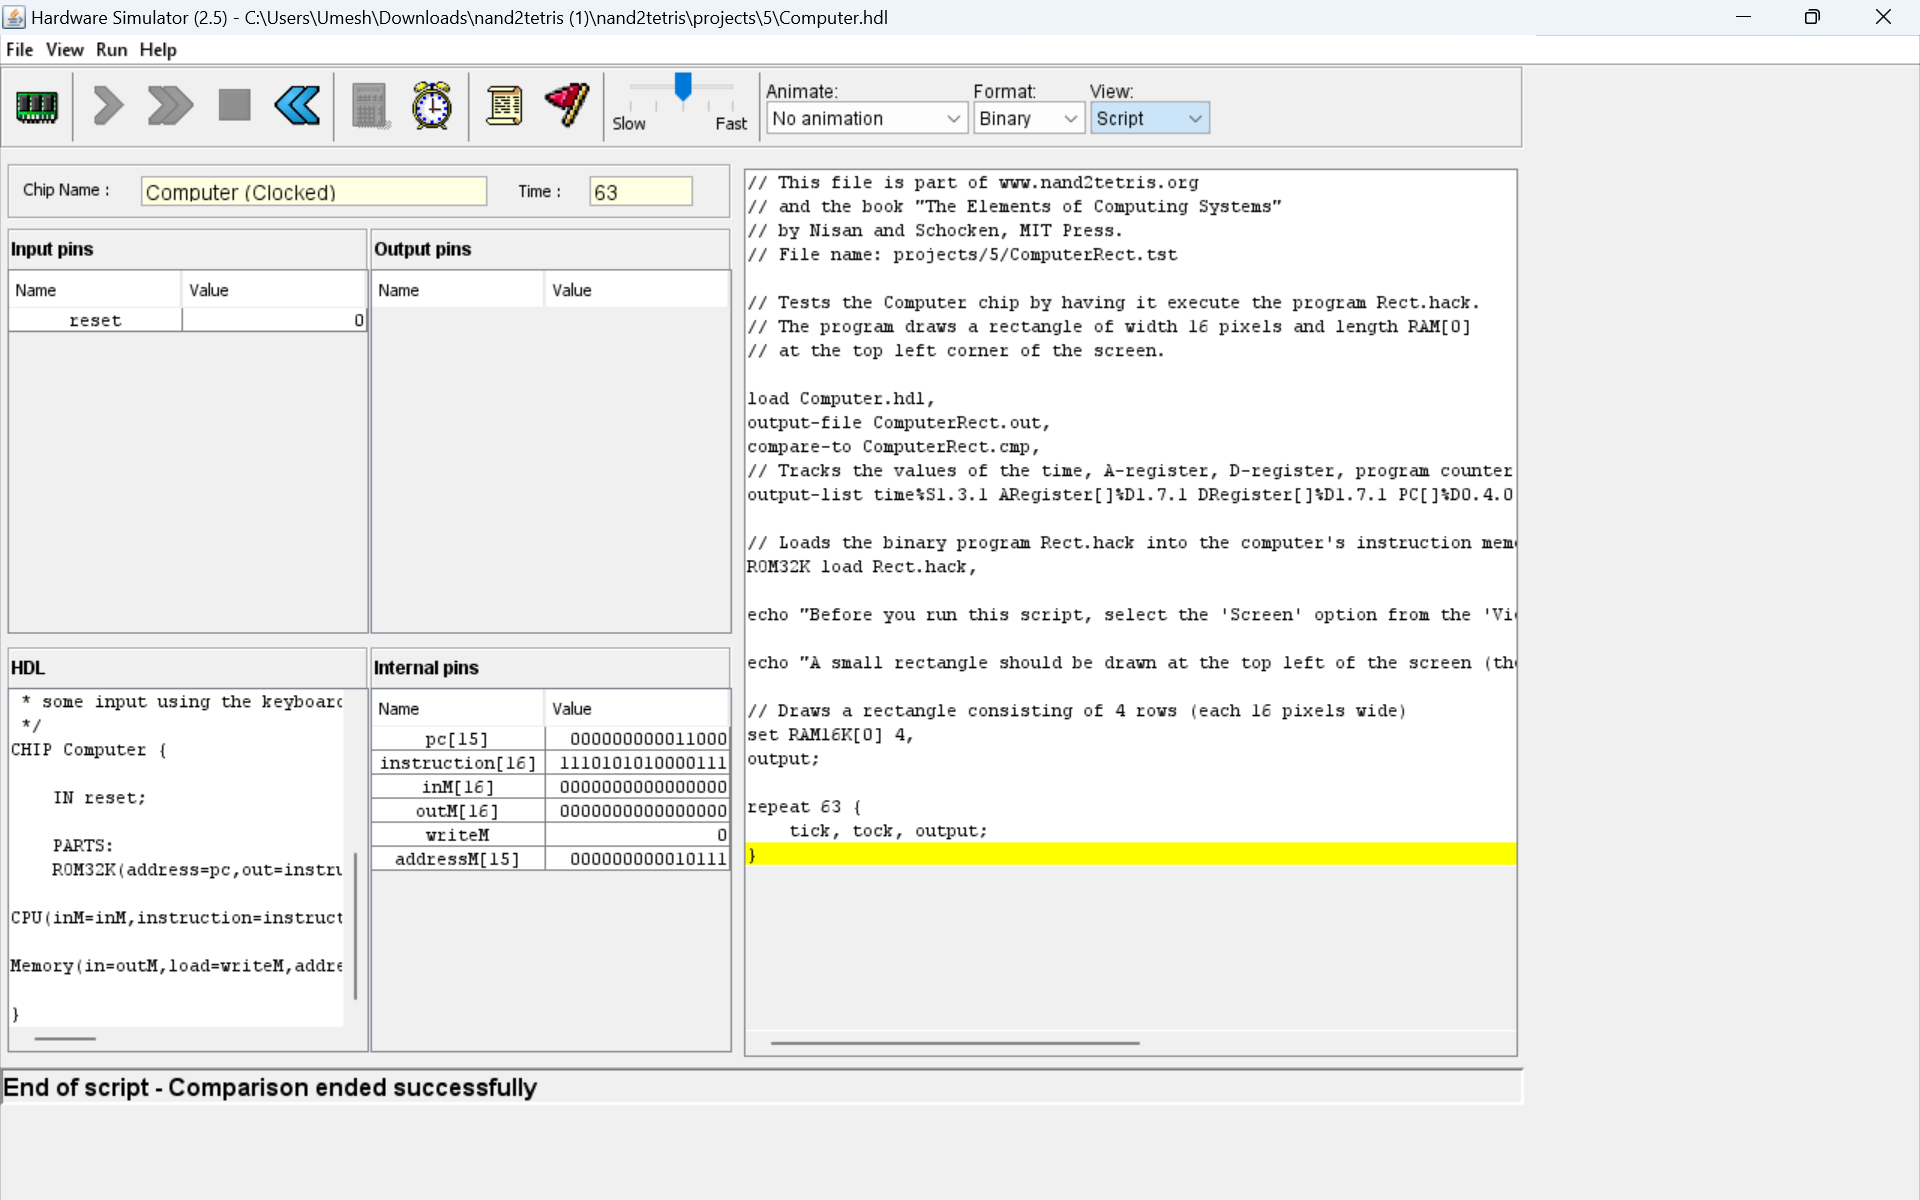 Hardware Simulator (2.5) - C:\Users\Umesh\Downloads\nand2tetris (1)\nand2tetris\projects\5\Computer.hdl
File View Run Help
Slow Fast
Animate: Format: View:
No animation Binary Script
Chip Name : Computer (Clocked) Time : 63
Input pins
Name Value
reset 0
Output pins
Name Value
HDL
* some input using the keyboard
*/
CHIP Computer {
IN reset;
PARTS:
ROM32K(address=pc,out=instru
CPU(inM=inM,instruction=instruct
Memory(in=outM,load=writeM,addre
}
Internal pins
Name Value
pc[15] 000000000011000
instruction[16] 1110101010000111
inM[16] 0000000000000000
outM[16] 0000000000000000
writeM 0
addressM[15] 000000000010111
// This file is part of www.nand2tetris.org
// and the book "The Elements of Computing Systems"
// by Nisan and Schocken, MIT Press.
// File name: projects/5/ComputerRect.tst
// Tests the Computer chip by having it execute the program Rect.hack.
// The program draws a rectangle of width 16 pixels and length RAM[0]
// at the top left corner of the screen.
load Computer.hdl,
output-file ComputerRect.out,
compare-to ComputerRect.cmp,
// Tracks the values of the time, A-register, D-register, program counter
output-list time%S1.3.1 ARegister[]%D1.7.1 DRegister[]%D1.7.1 PC[]%D0.4.0
// Loads the binary program Rect.hack into the computer's instruction mem
ROM32K load Rect.hack,
echo "Before you run this script, select the 'Screen' option from the 'Vi
echo "A small rectangle should be drawn at the top left of the screen (th
// Draws a rectangle consisting of 4 rows (each 16 pixels wide)
set RAM16K[0] 4,
output;
repeat 63 {
tick, tock, output;
}
End of script - Comparison ended successfully